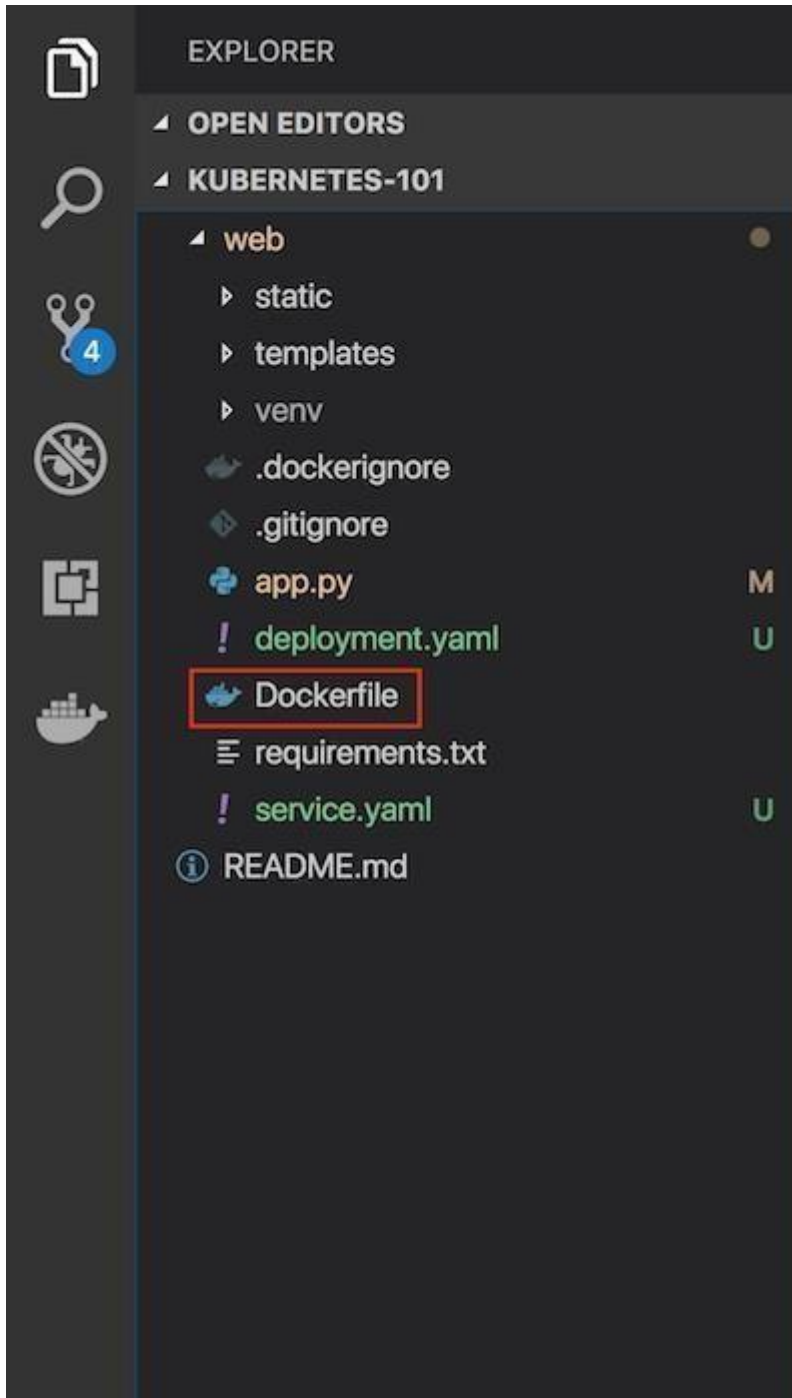 EXPLORER
OPEN EDITORS
KUBERNETES-101
web
static
templates
4
venv
.dockerignore
.gitignore
app.py M
deployment.yaml U
Dockerfile
requirements.txt
service.yaml U
README.md